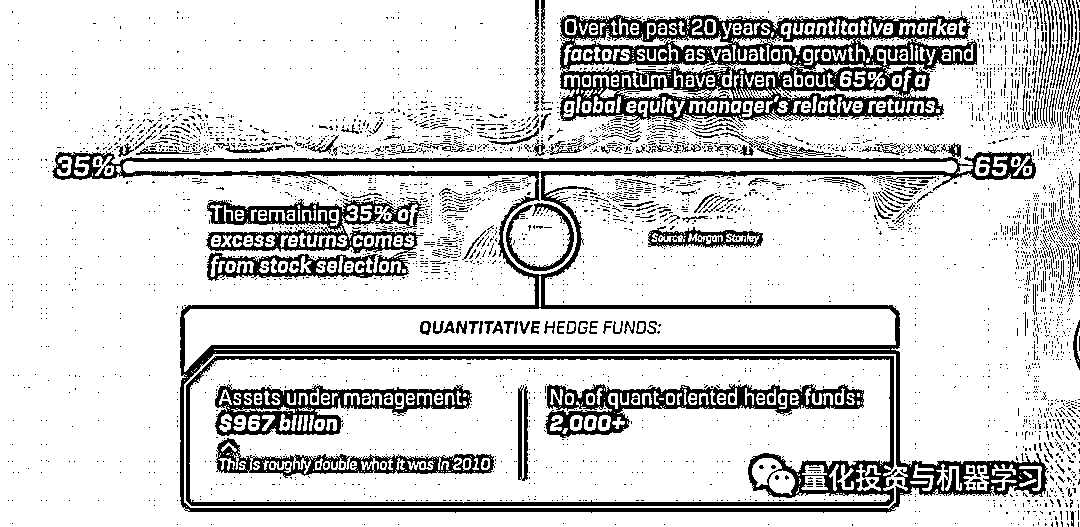 Over the past 20 years, quantitative market
factors such as valuation, growth, quality and
momentum have driven about 65% of a
global equity manager's relative returns.
35%
65%
The remaining 35% of
excess returns comes
from stock selection.
Source: Morgan Stanley
QUANTITATIVE HEDGE FUNDS:
Assets under management:
$967 billion
This is roughly double what it was in 2010
No. of quant-oriented hedge funds:
2,000+
量化投资与机器学习